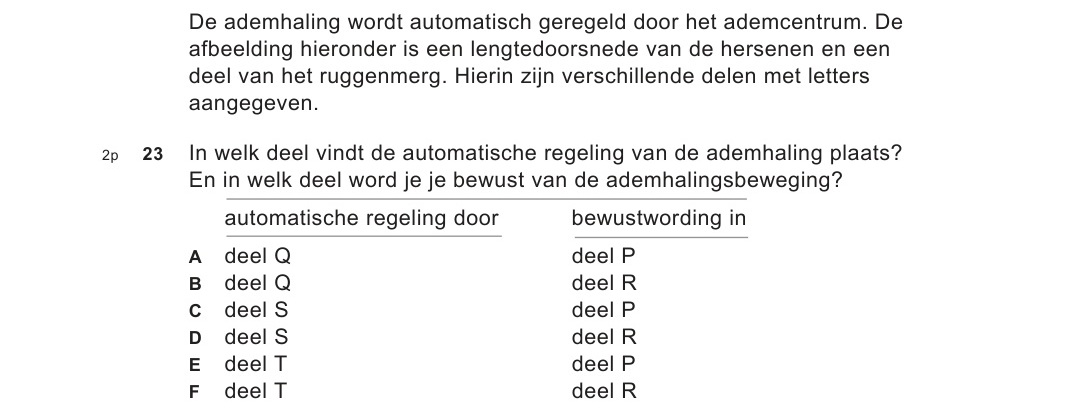 De ademhaling wordt automatisch geregeld door het ademcentrum. De
afbeelding hieronder is een lengtedoorsnede van de hersenen en een
deel van het ruggenmerg. Hierin zijn verschillende delen met letters
aangegeven.
2p 23 In welk deel vindt de automatische regeling van de ademhaling plaats?
En in welk deel word je je bewust van de ademhalingsbeweging?
automatische regeling door bewustwording in
A deel Q deel P
B deel Q deel R
C deel S deel P
D deel S deel R
E deel T deel P
F deel T deel R